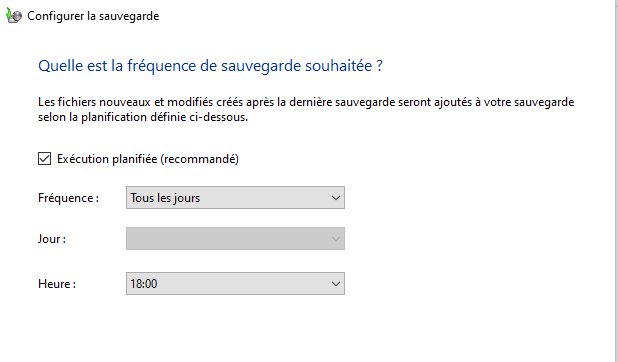 Configurer la sauvegarde
Quelle est la fréquence de sauvegarde souhaitée ?
Les fichiers nouveaux et modifiés créés après la dernière sauvegarde seront ajoutés à votre sauvegarde
selon la planification définie ci-dessous.
Exécution planifiée (recommandé)
Fréquence : Tous les jours
Jour :
Heure : 18:00